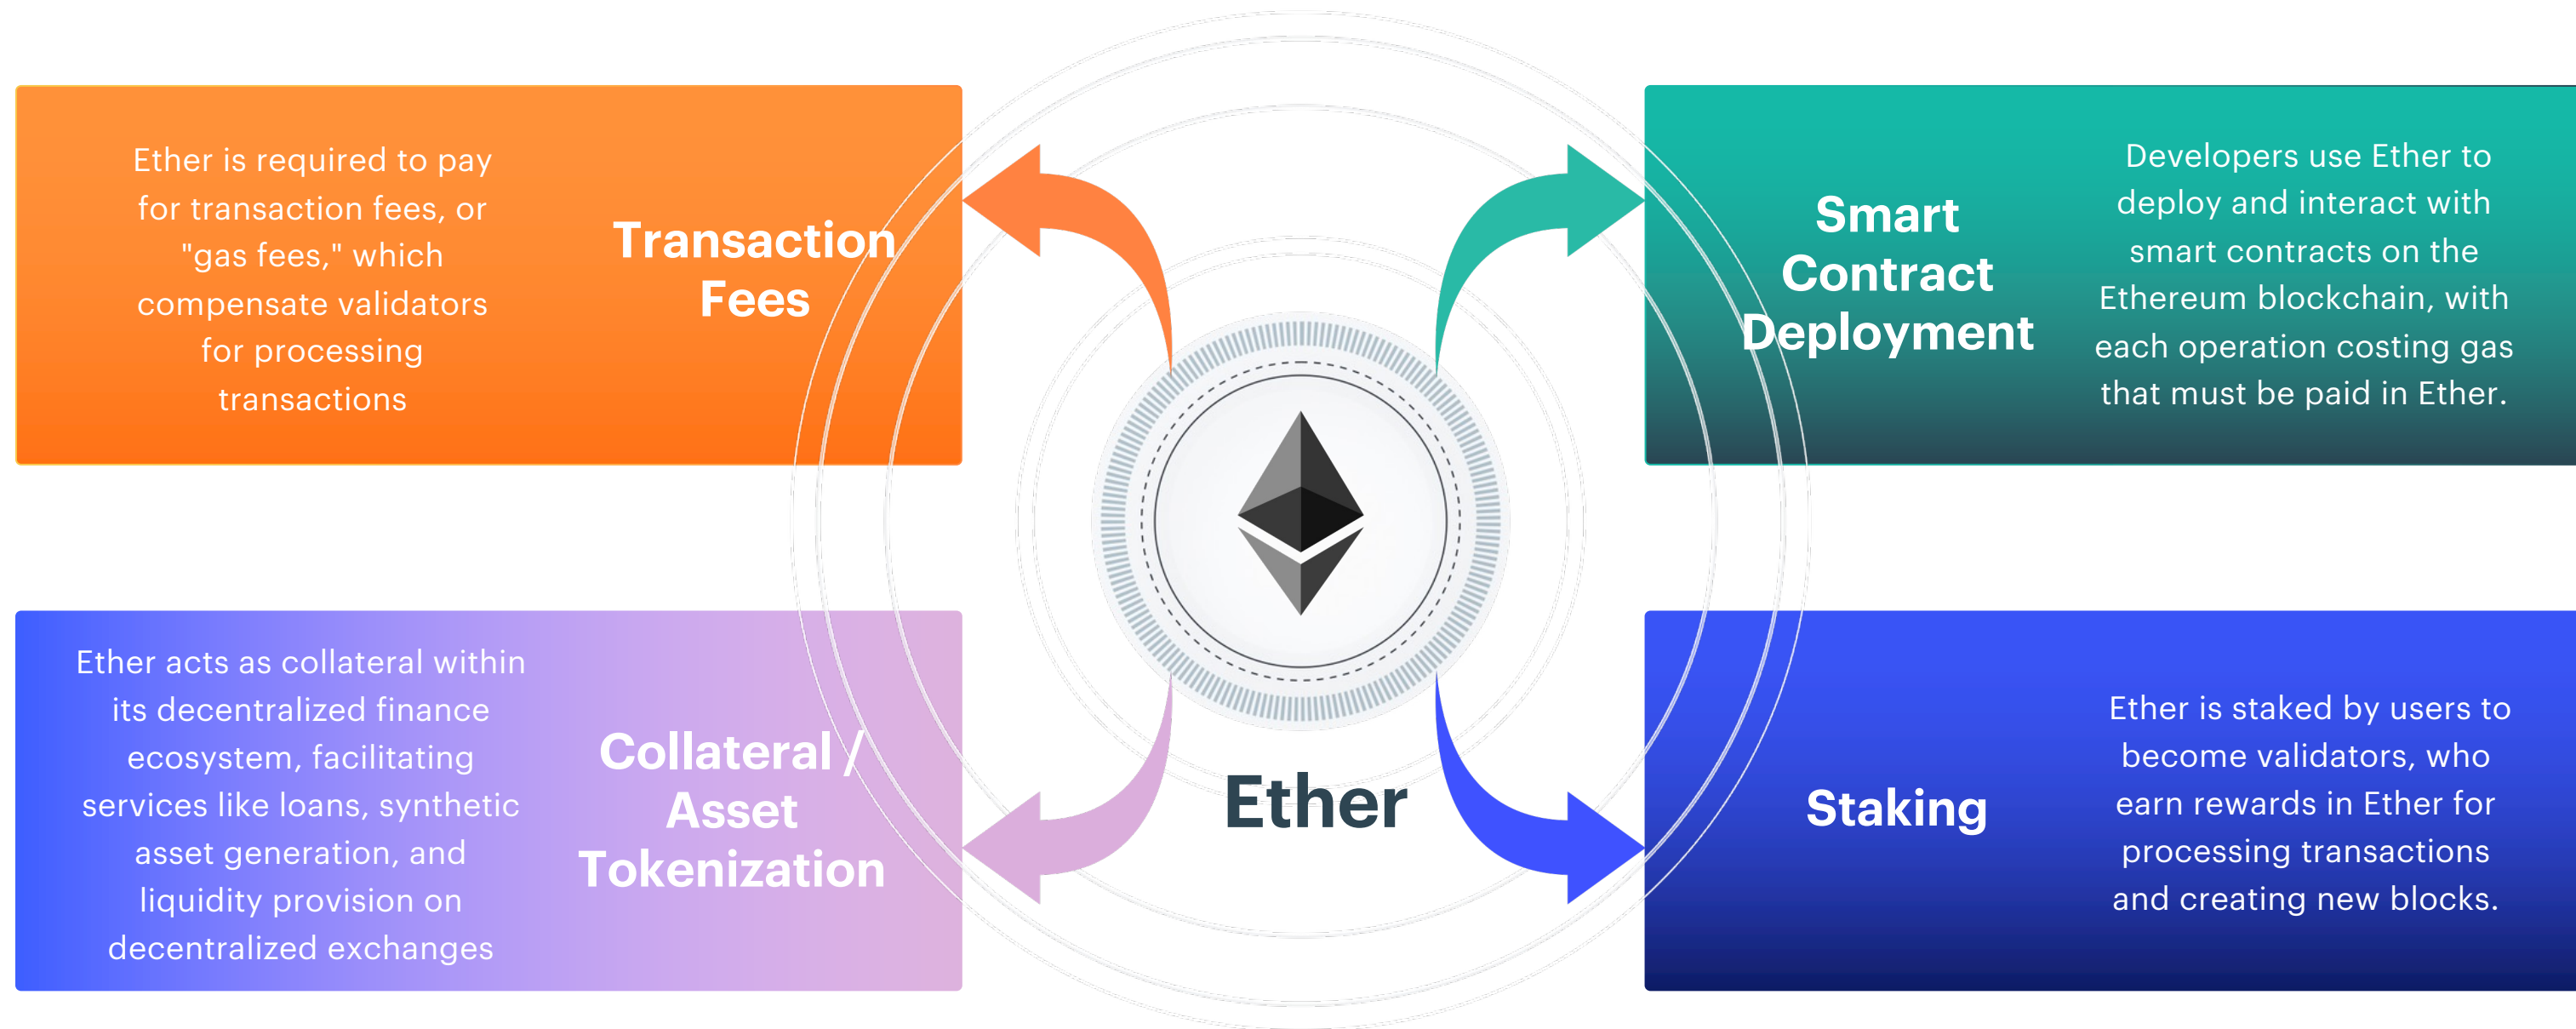 Ether is required to pay
for transaction fees, or
"gas fees," which
compensate validators
for processing
transactions
Transaction
Fees
Smart
Contract
Deployment
Developers use Ether to
deploy and interact with
smart contracts on the
Ethereum blockchain, with
each operation costing gas
that must be paid in Ether.
Ether acts as collateral within
its decentralized finance
ecosystem, facilitating
services like loans, synthetic
asset generation, and
liquidity provision on
decentralized exchanges
Collateral /
Asset
Tokenization
Ether
Staking
Ether is staked by users to
become validators, who
earn rewards in Ether for
processing transactions
and creating new blocks.